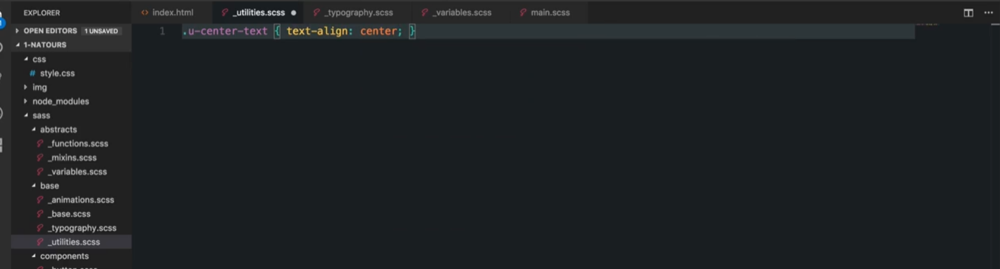 EXPLORER
index.html
_utilities.scss
_typography.scss
_variables.scss
main.scss
OPEN EDITORS 1 UNSAVED
1-NATOURS
css
# style.css
img
node_modules
sass
abstracts
_functions.scss
_mixins.scss
_variables.scss
base
_animations.scss
_base.scss
_typography.scss
_utilities.scss
components
1 .u-center-text { text-align: center; }